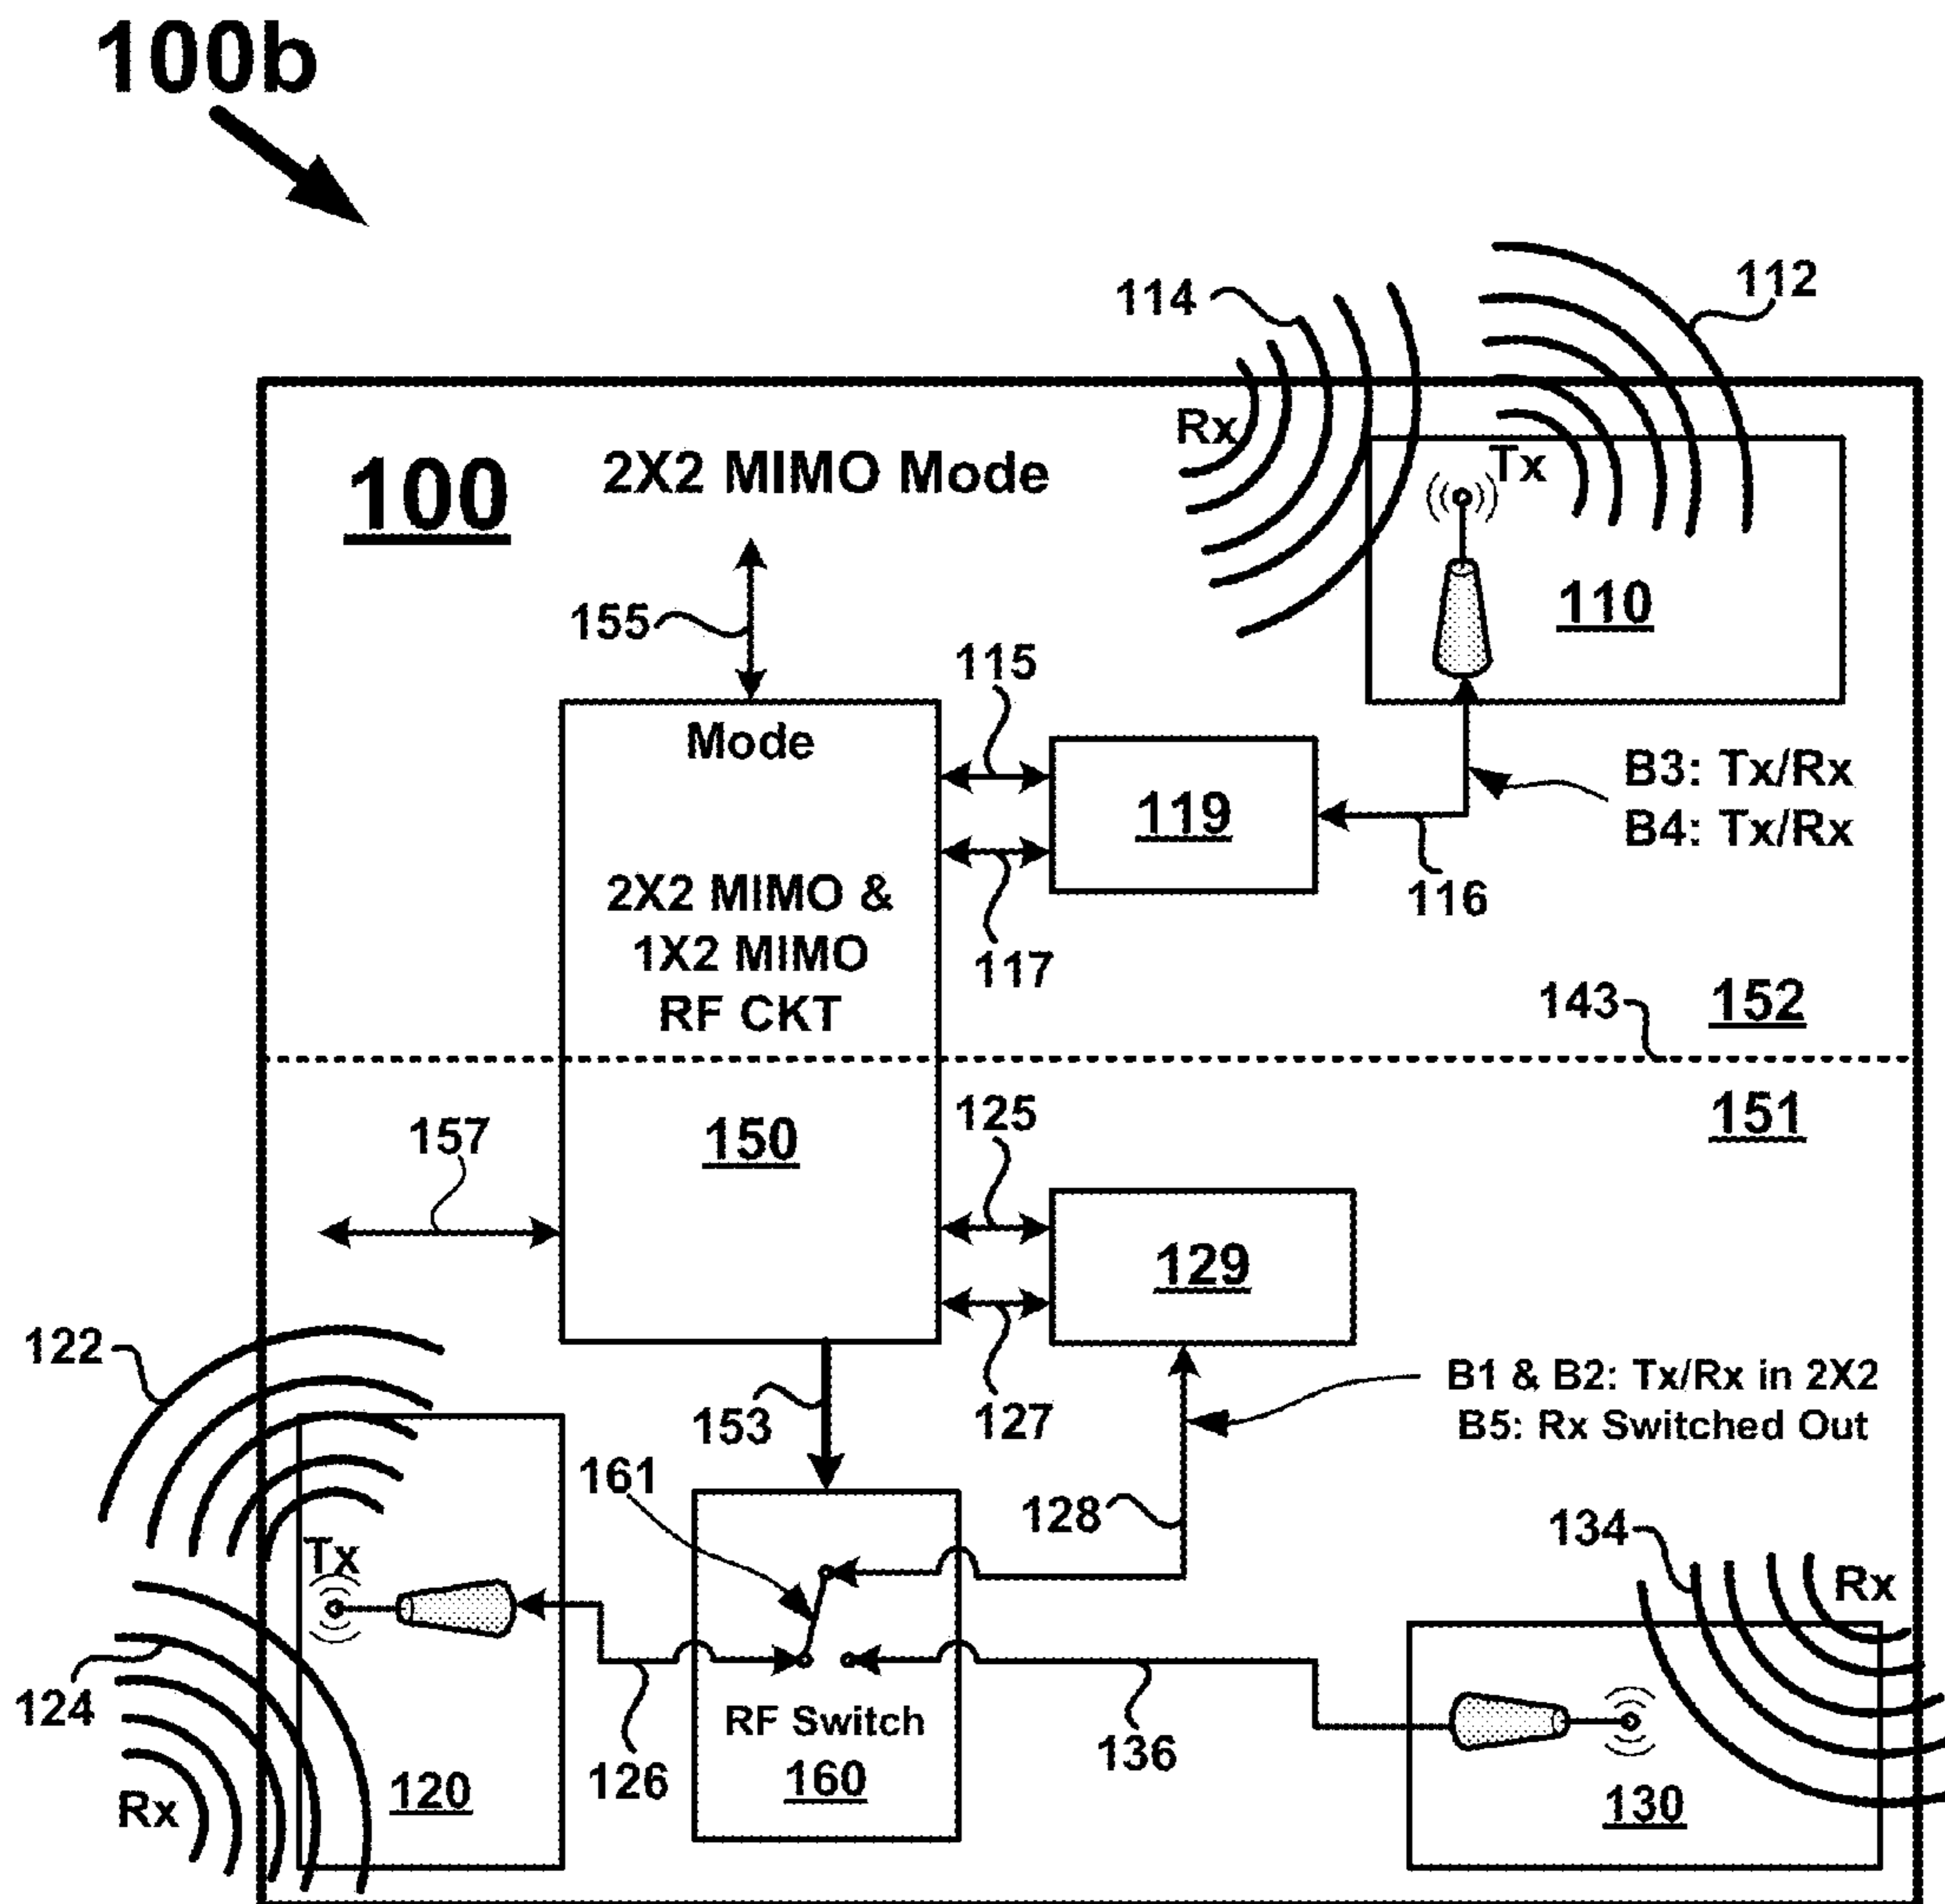 100b
114
112
Rx
100
2X2 MIMO Mode
Tx
110
155
115
Mode
119
B3: Tx/Rx
B4: Tx/Rx
116
2X2 MIMO &
1X2 MIMO
RF CKT
117
143
152
151
125
157
150
129
122
153
127
B1 & B2: Tx/Rx in 2X2
B5: Rx Switched Out
161
128
134
Tx
Rx
124
RF Switch
126
136
160
120
Rx
130